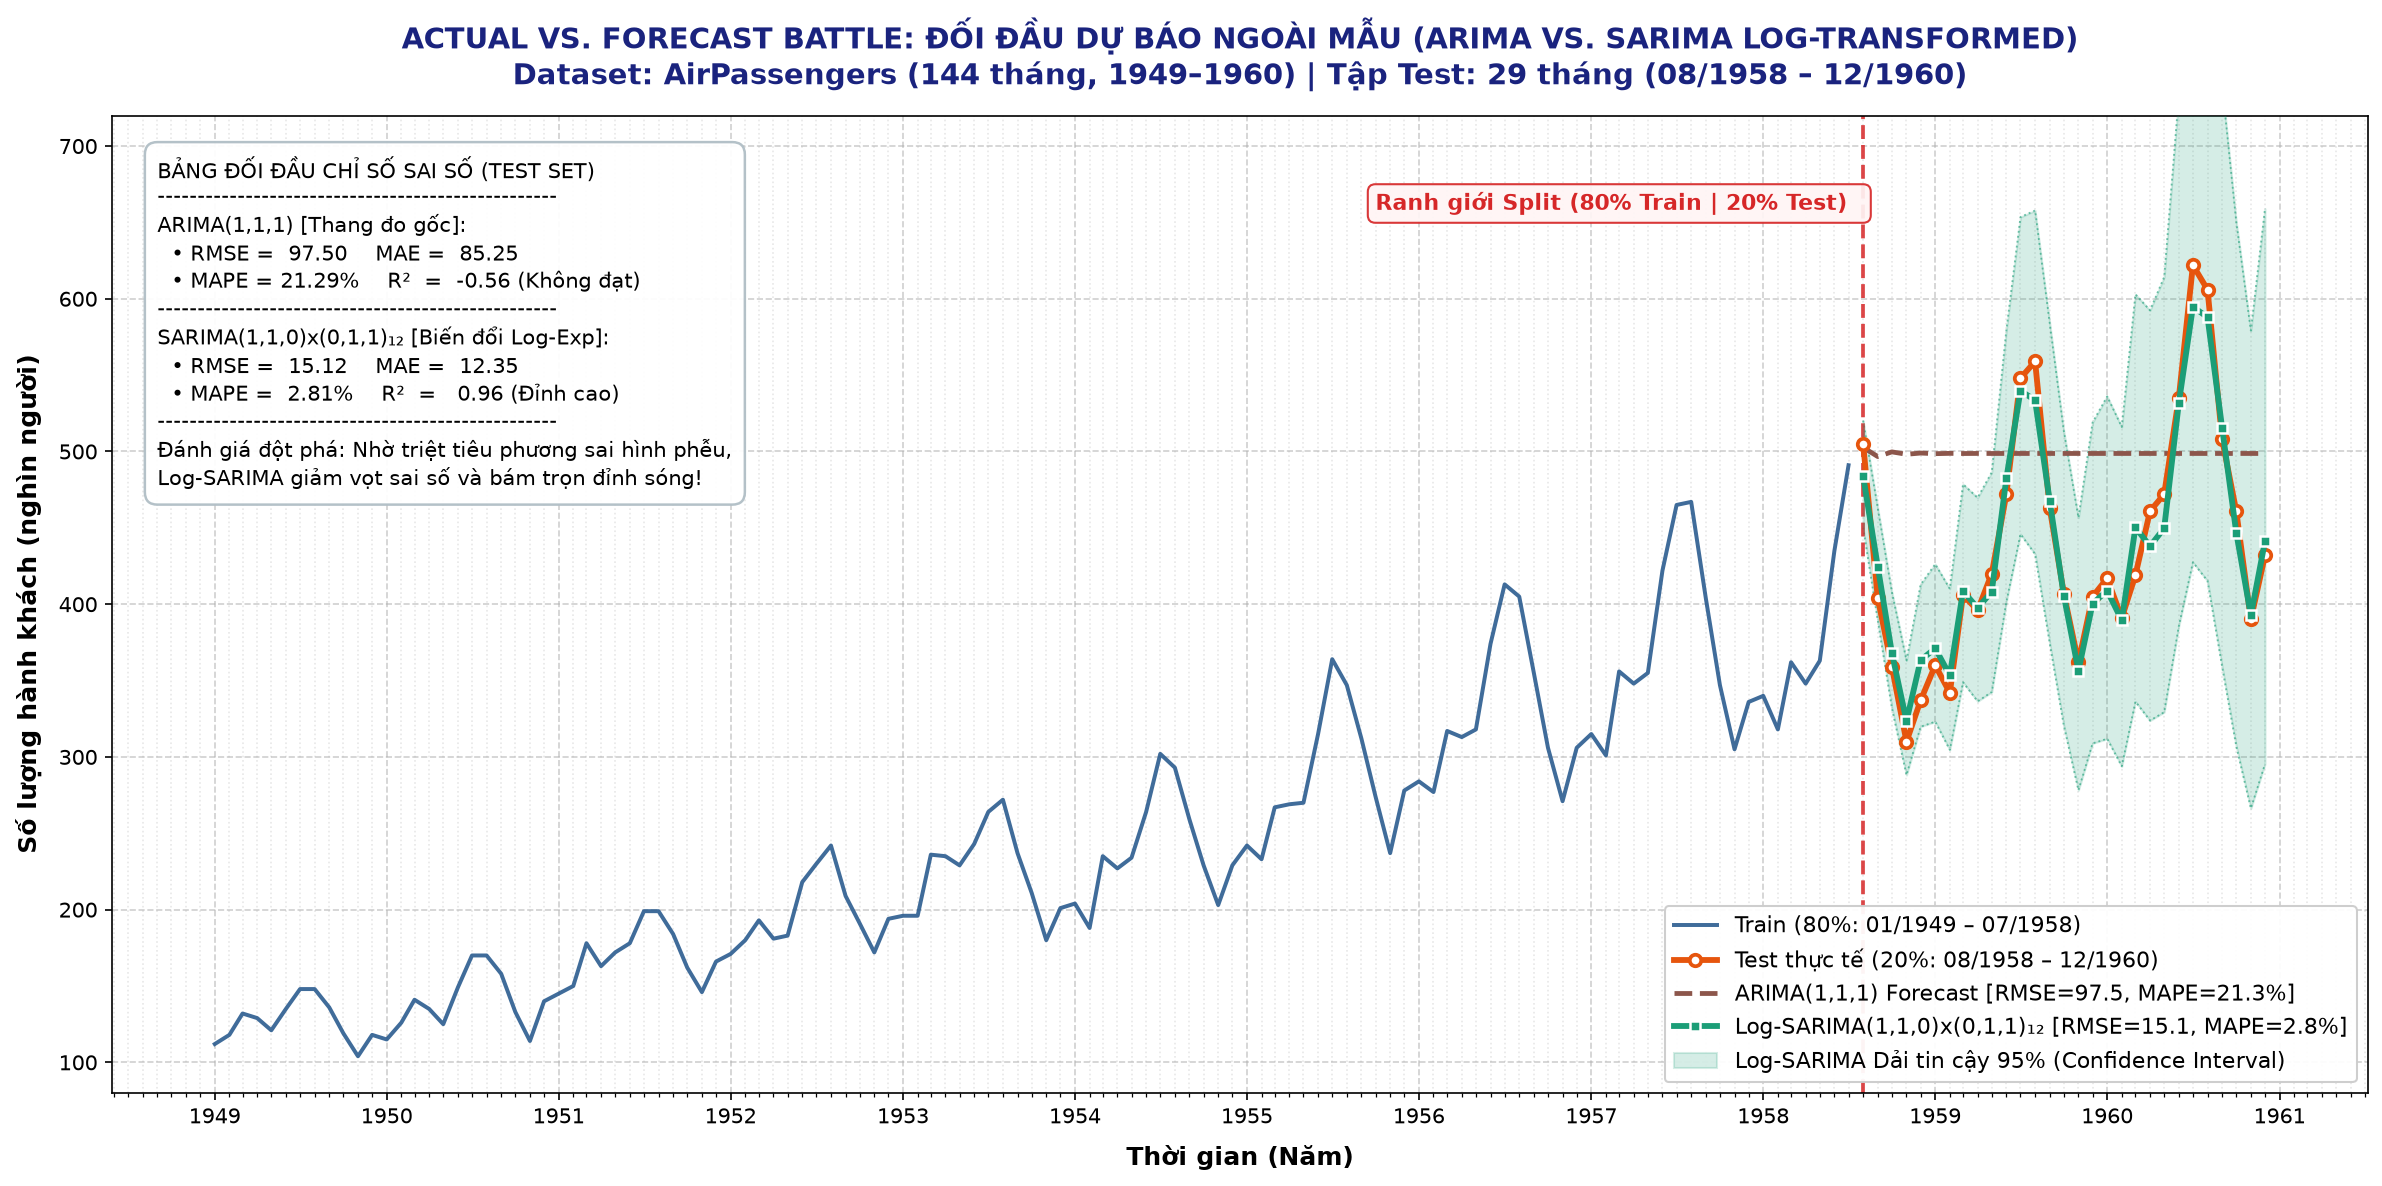 ACTUAL VS. FORECAST BATTLE: ĐỐI ĐẦU DỰ BÁO NGOÀI MẪU (ARIMA VS. SARIMA LOG-TRANSFORMED)
Dataset: AirPassengers (144 tháng, 1949–1960) | Tập Test: 29 tháng (08/1958 – 12/1960)
BẢNG ĐỐI ĐẦU CHỈ SỐ SAI SỐ (TEST SET)
--------------------------------------------------
ARIMA(1,1,1) [Thang đo gốc]:
• RMSE = 97.50 MAE = 85.25
• MAPE = 21.29% R² = -0.56 (Không đạt)
--------------------------------------------------
SARIMA(1,1,0)x(0,1,1)₁₂ [Biến đổi Log-Exp]:
• RMSE = 15.12 MAE = 12.35
• MAPE = 2.81% R² = 0.96 (Đỉnh cao)
--------------------------------------------------
Đánh giá đột phá: Nhờ triệt tiêu phương sai hình phễu,
Log-SARIMA giảm vọt sai số và bám trọn đỉnh sóng!
Ranh giới Split (80% Train | 20% Test)
Số lượng hành khách (nghìn người)
700
600
500
400
300
200
100
Train (80%: 01/1949 – 07/1958)
Test thực tế (20%: 08/1958 – 12/1960)
ARIMA(1,1,1) Forecast [RMSE=97.5, MAPE=21.3%]
Log-SARIMA(1,1,0)x(0,1,1)₁₂ [RMSE=15.1, MAPE=2.8%]
Log-SARIMA Dải tin cậy 95% (Confidence Interval)
1949 1950 1951 1952 1953 1954 1955 1956 1957 1958 1959 1960 1961
Thời gian (Năm)